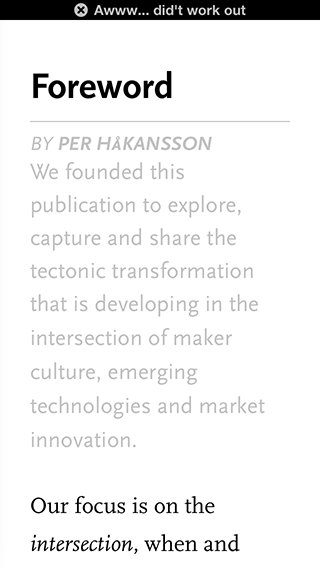 Awww... did't work out
Foreword
BY PER HÅKANSSON
We founded this
publication to explore,
capture and share the
tectonic transformation
that is developing in the
intersection of maker
culture, emerging
technologies and market
innovation.
Our focus is on the
intersection, when and